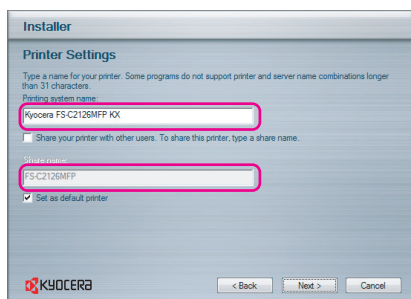 Installer
Printer Settings
Type a name for your printer. Some programs do not support printer and server name combinations longer
than 31 characters.
Printing system name:
Kyocera FS-C2126MFP KX
Share your printer with other users. To share this printer, type a share name.
Share name:
FS-C2126MFP
Set as default printer
KYOCERA
< Back
Next >
Cancel